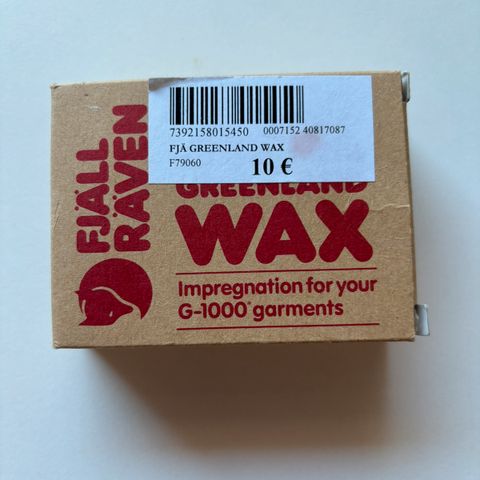 7392158015450 0007152 40817087
FJÄ GREENLAND WAX
F79060 10 €
FJÄLL
RÄVEN
GREENLAND
WAX
Impregnation for your
G-1000® garments